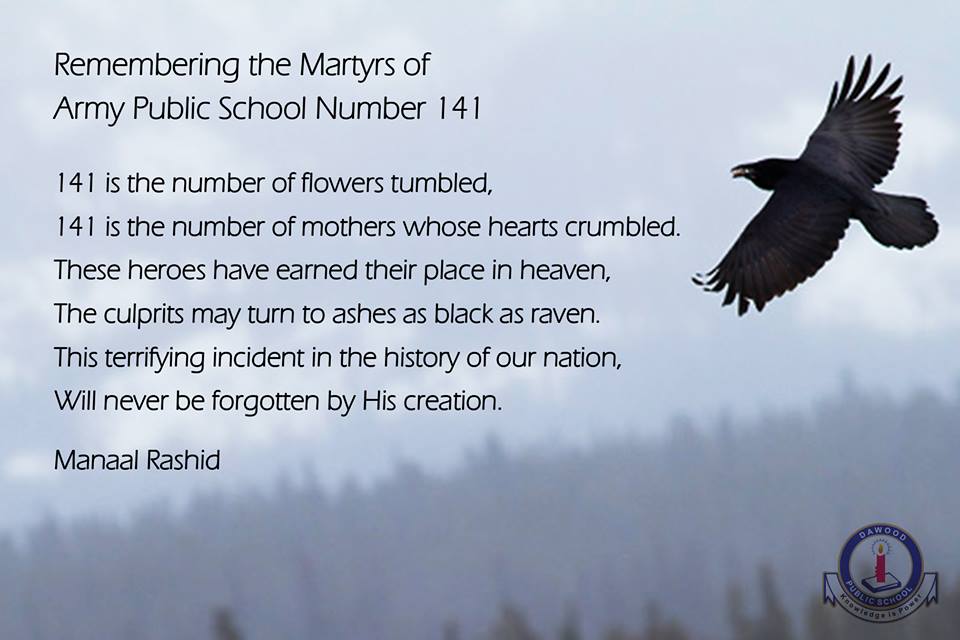 Remembering the Martyrs of
Army Public School Number 141
141 is the number of flowers tumbled,
141 is the number of mothers whose hearts crumbled.
These heroes have earned their place in heaven,
The culprits may turn to ashes as black as raven.
This terrifying incident in the history of our nation,
Will never be forgotten by His creation.
Manaal Rashid
DAWOOD
PUBLIC SCHOOL
Knowledge is Power